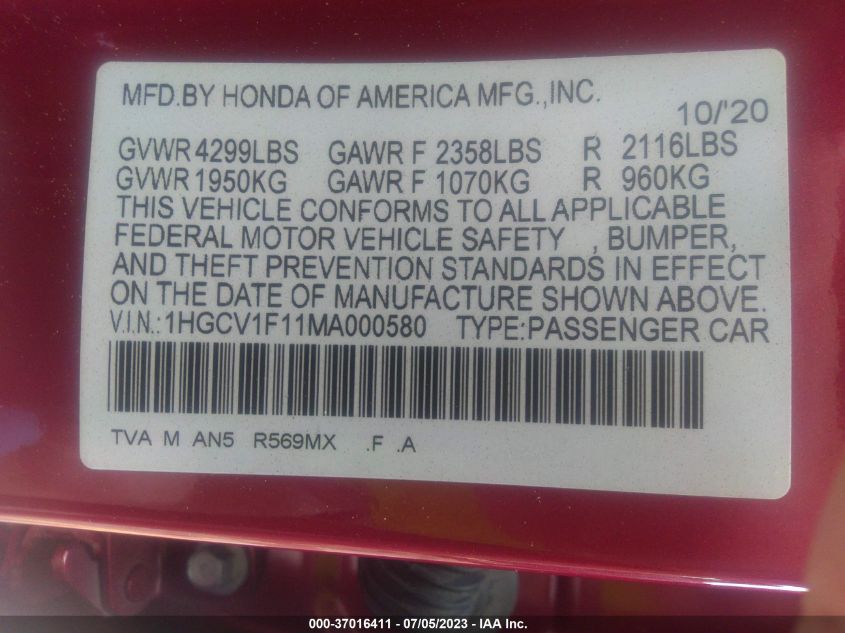 MFD.BY HONDA OF AMERICA MFG.,INC.
10/'20
GVWR 4299LBS GAWR F 2358LBS R 2116LBS
GVWR 1950KG GAWR F 1070KG R 960KG
THIS VEHICLE CONFORMS TO ALL APPLICABLE
FEDERAL MOTOR VEHICLE SAFETY , BUMPER,
AND THEFT PREVENTION STANDARDS IN EFFECT
ON THE DATE OF MANUFACTURE SHOWN ABOVE.
V.I.N.:1HGCV1F11MA000580 TYPE:PASSENGER CAR
TVA M AN5 R569MX .F .A
000-37016411 - 07/05/2023 - IAA Inc.